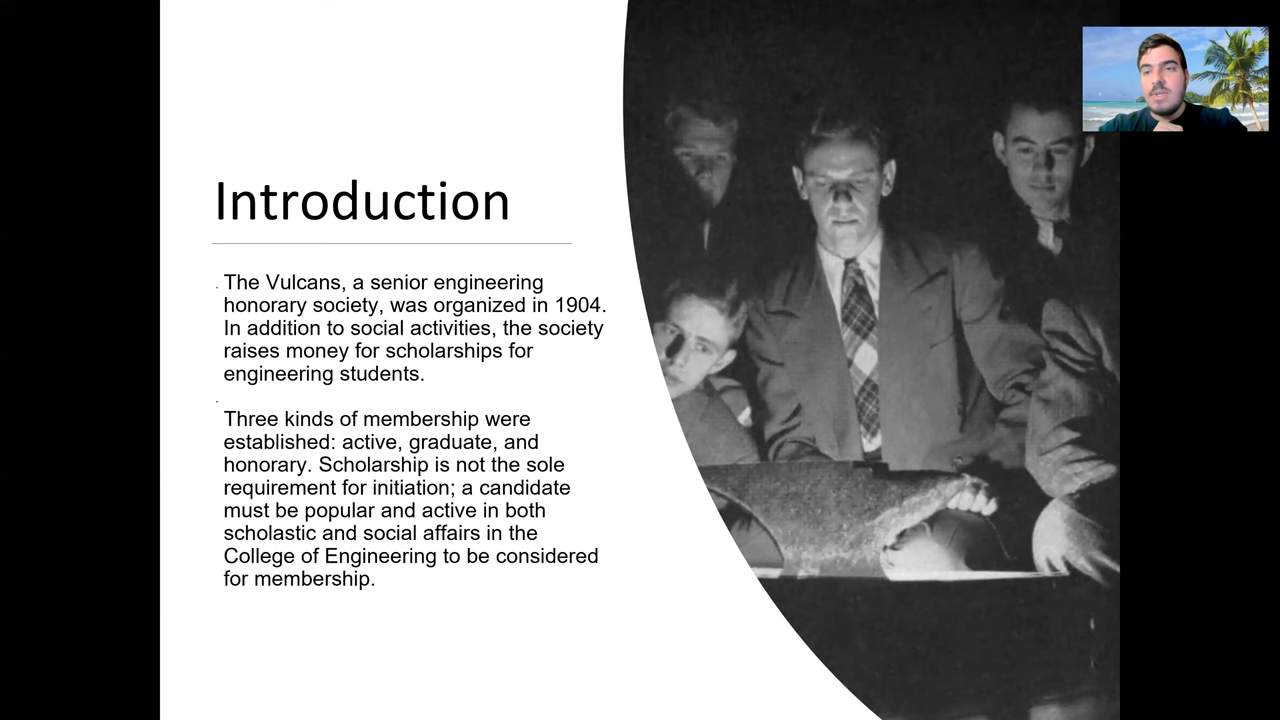 Introduction
The Vulcans, a senior engineering
honorary society, was organized in 1904.
In addition to social activities, the society
raises money for scholarships for
engineering students.
Three kinds of membership were
established: active, graduate, and
honorary. Scholarship is not the sole
requirement for initiation; a candidate
must be popular and active in both
scholastic and social affairs in the
College of Engineering to be considered
for membership.